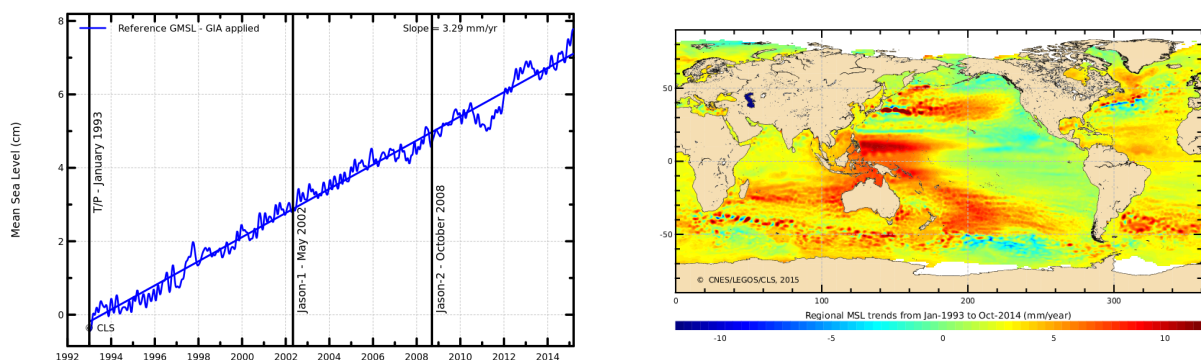 Mean Sea Level (cm)
8
6
4
2
0
Reference GMSL - GIA applied
Slope = 3.29 mm/yr
T/P - January 1993
Jason-1 - May 2002
Jason-2 - October 2008
CLS
1992 1994 1996 1998 2000 2002 2004 2006 2008 2010 2012 2014
50
0
-50
© CNES/LEGOS/CLS, 2015
0 100 200 300
Regional MSL trends from Jan-1993 to Oct-2014 (mm/year)
-10 -5 0 5 10